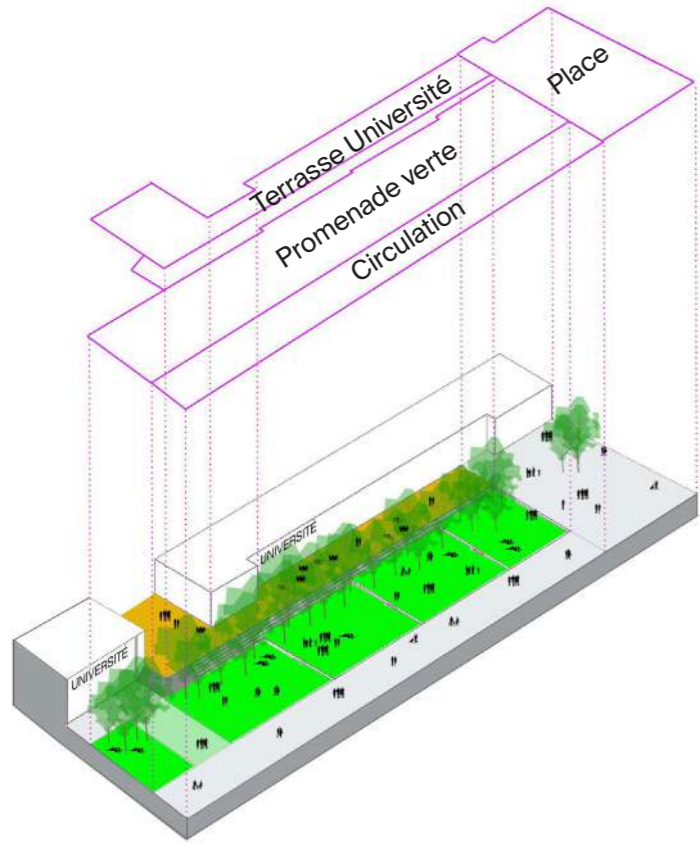 Place
Terrasse Université
Promenade verte
Circulation
UNIVERSITÉ
UNIVERSITÉ